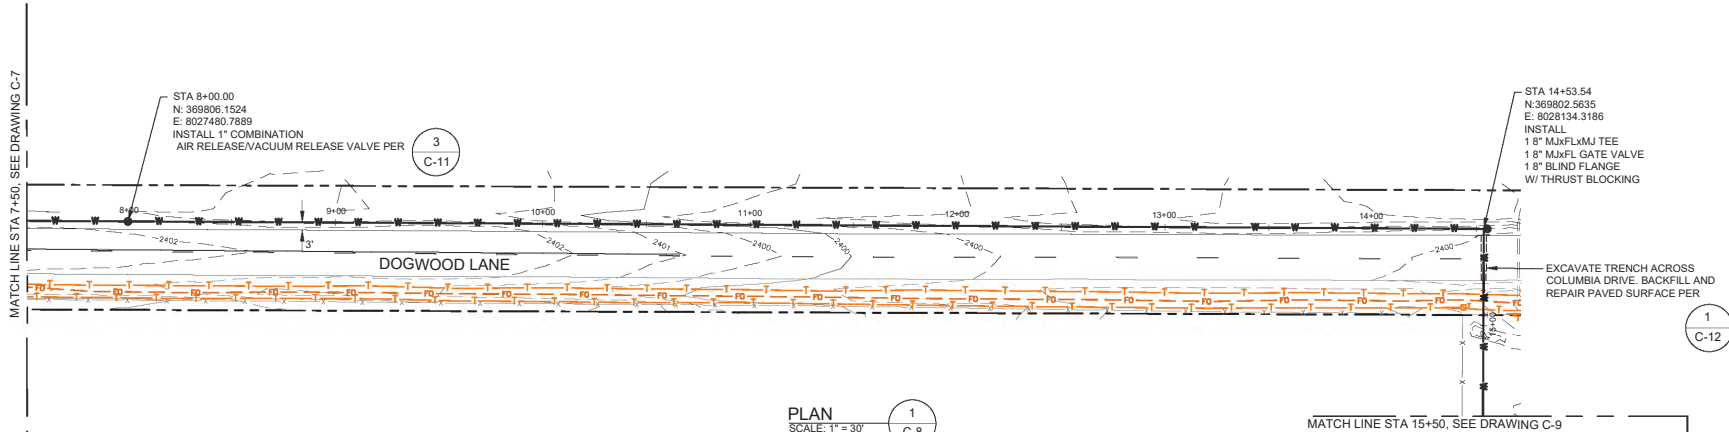 MATCH LINE STA 7+50, SEE DRAWING C-7
STA 8+00.00
N: 369806.1524
E: 8027480.7889
INSTALL 1" COMBINATION
AIR RELEASE/VACUUM RELEASE VALVE PER
3
C-11
STA 14+53.54
N:369802.5635
E: 8028134.3186
INSTALL
1 8" MJxFLxMJ TEE
1 8" MJxFL GATE VALVE
1 8" BLIND FLANGE
W/ THRUST BLOCKING
8+00
9+00
10+00
11+00
12+00
13+00
14+00
3'
2402
2402
2401
2400
2400
2400
2400
DOGWOOD LANE
EXCAVATE TRENCH ACROSS
COLUMBIA DRIVE. BACKFILL AND
REPAIR PAVED SURFACE PER
1
C-12
15+00
PLAN
SCALE: 1" = 30'
1
C-8
MATCH LINE STA 15+50, SEE DRAWING C-9